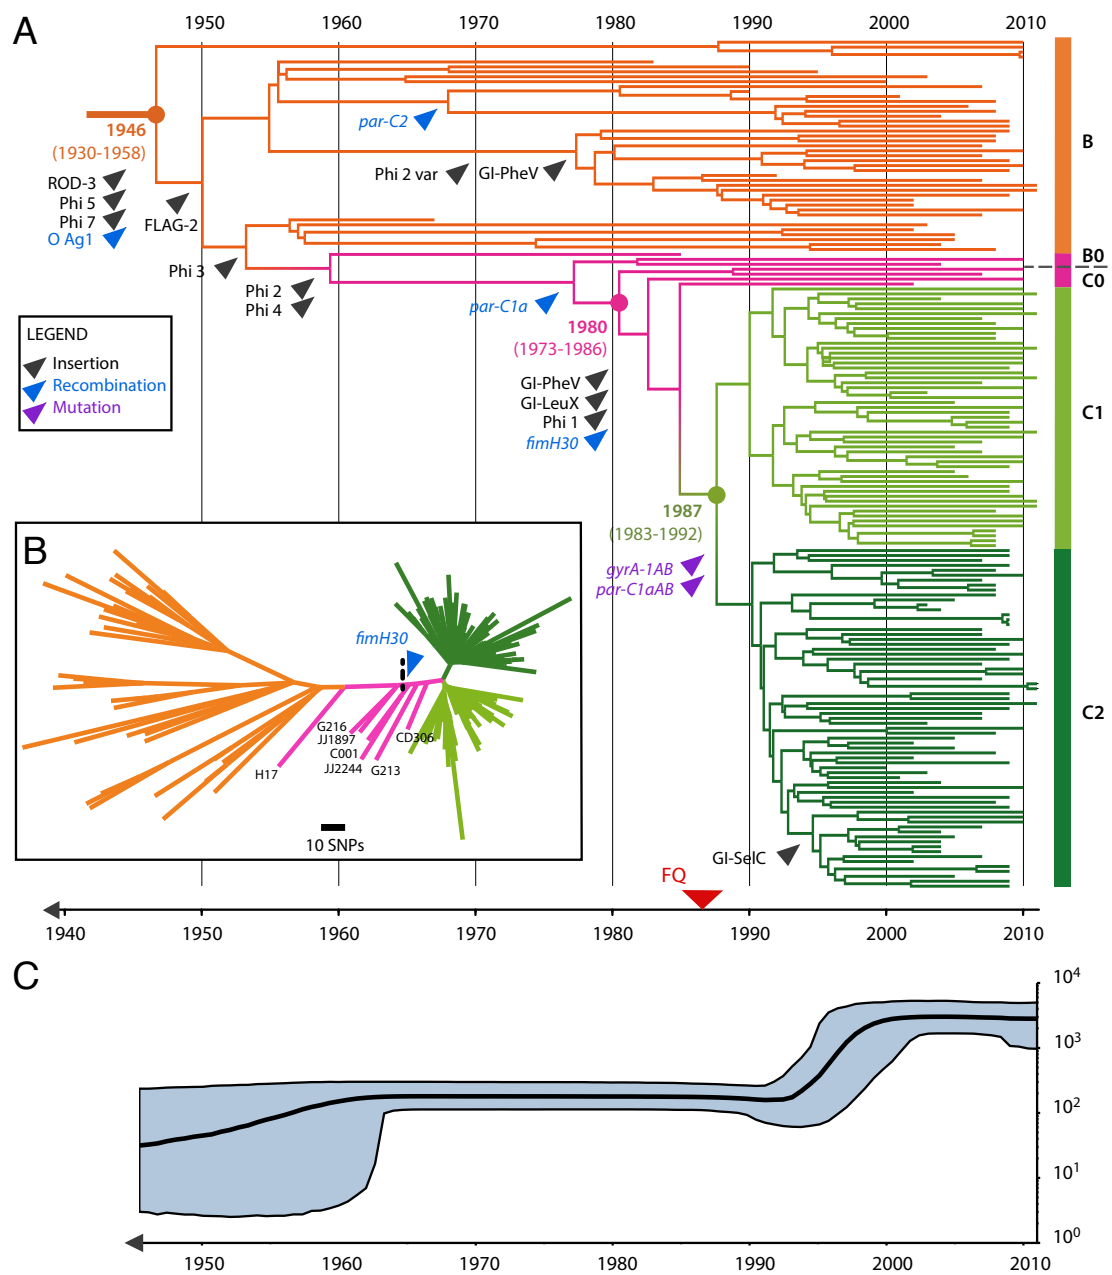 A
1950 1960 1970 1980 1990 2000 2010
par-C2
1946
(1930-1958)
B
Phi 2 var
GI-PheV
ROD-3
Phi 5
Phi 7
O Ag1
FLAG-2
B0
Phi 3
C0
Phi 2
Phi 4
par-C1a
1980
(1973-1986)
LEGEND
Insertion
Recombination
Mutation
GI-PheV
GI-LeuX
Phi 1
fimH30
C1
1987
(1983-1992)
gyrA-1AB
par-C1aAB
B
fimH30
G216
JJ1897
C001
JJ2244
G213
CD306
H17
10 SNPs
C2
GI-SelC
FQ
1940 1950 1960 1970 1980 1990 2000 2010
C
10⁴
10³
10²
10¹
10⁰
1950 1960 1970 1980 1990 2000 2010